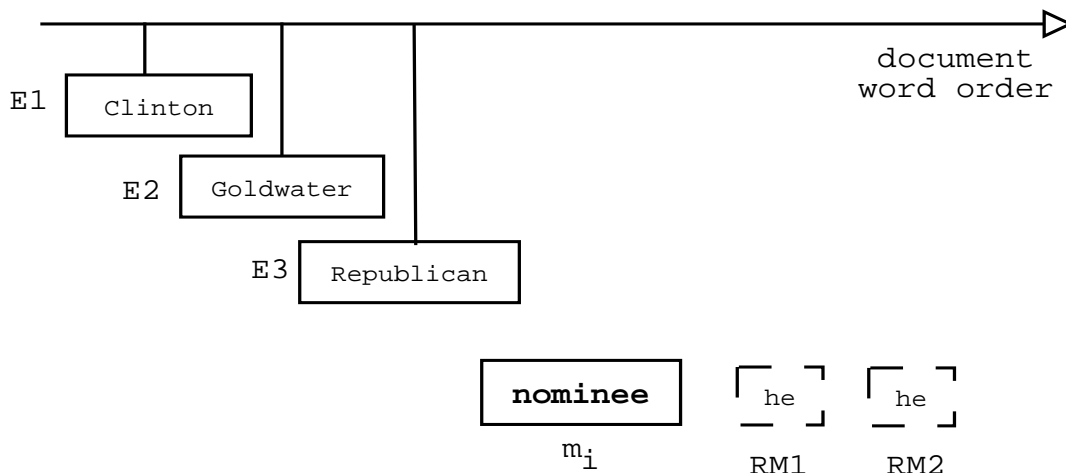 document
word order
E1 Clinton
E2 Goldwater
E3 Republican
nominee he he
m_i RM1 RM2